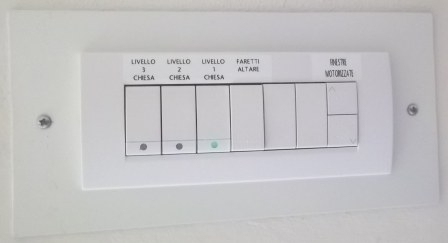 LIVELLO
3
CHIESA
LIVELLO
2
CHIESA
LIVELLO
1
CHIESA
FARETTI
ALTARE
FINESTRE
MOTORIZZATE